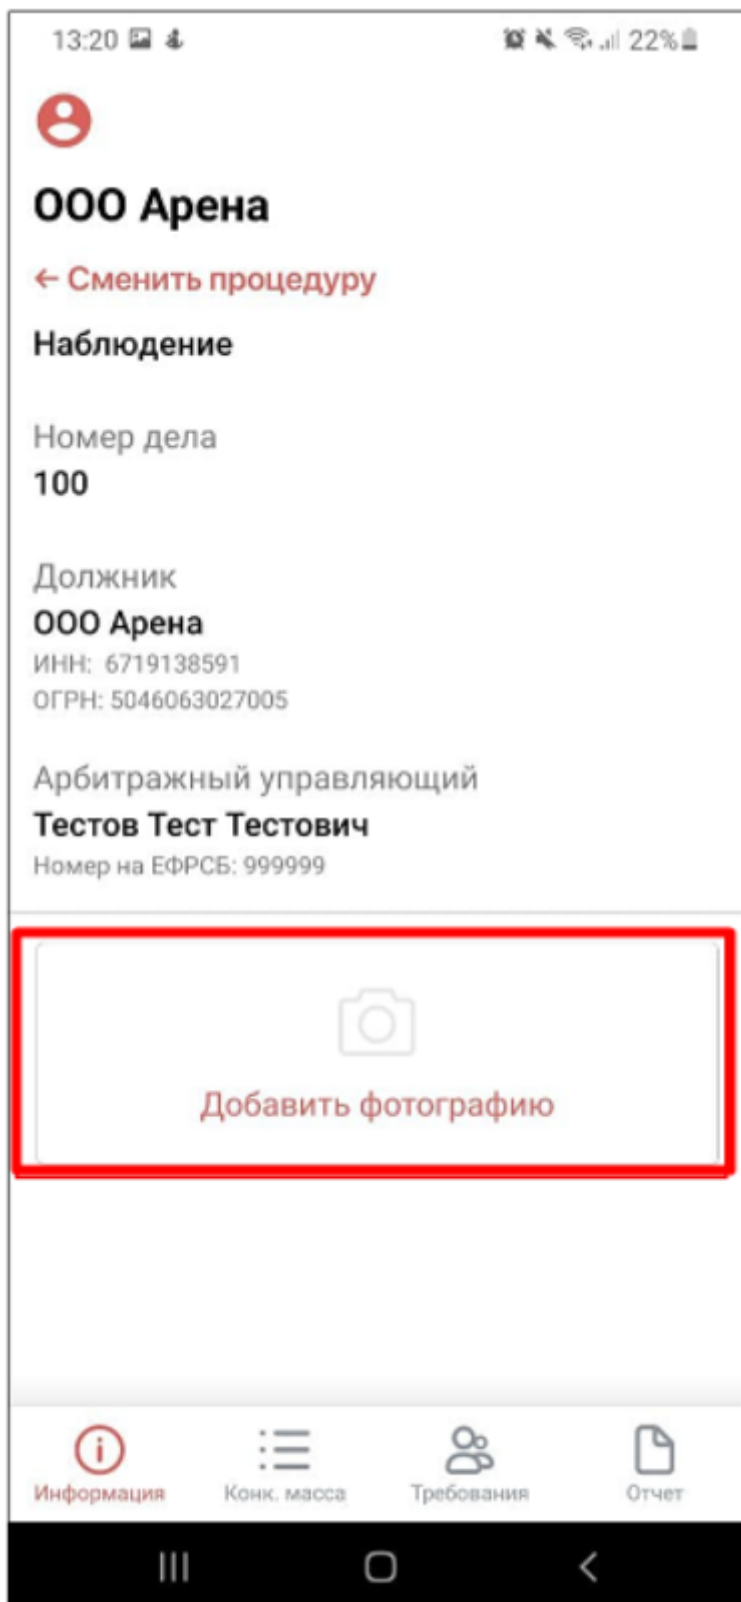 13:20 22%
ООО Арена
← Сменить процедуру
Наблюдение
Номер дела
100
Должник
ООО Арена
ИНН: 6719138591
ОГРН: 5046063027005
Арбитражный управляющий
Тестов Тест Тестович
Номер на ЕФРСБ: 999999
Добавить фотографию
Информация Конк. масса Требования Отчет